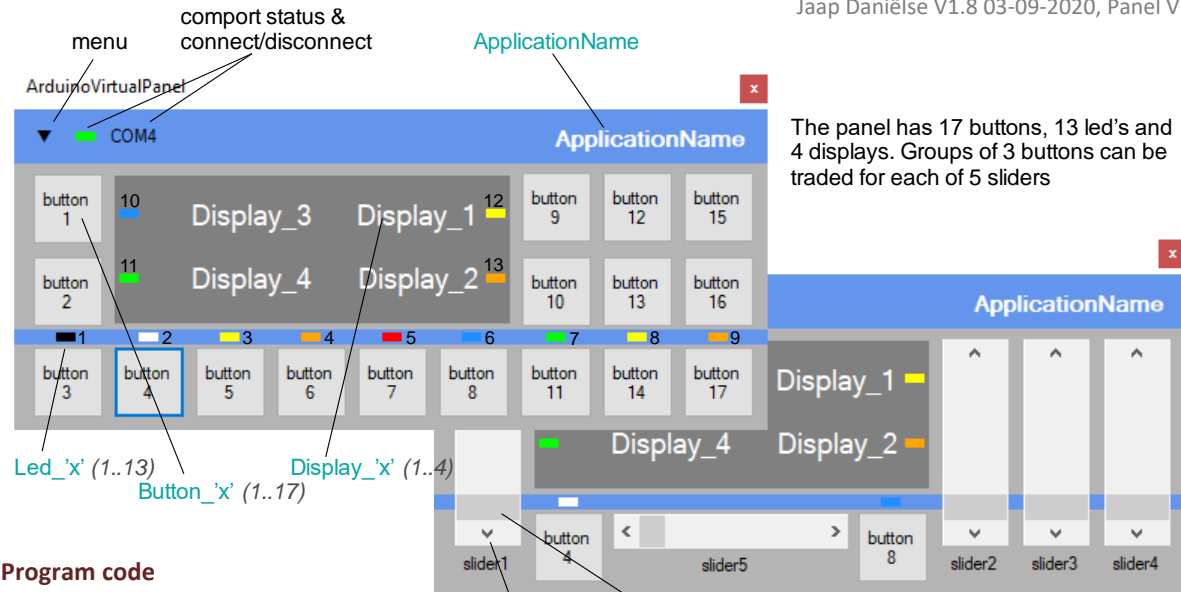 Jaap Daniëlse V1.8 03-09-2020, Panel V
comport status &
connect/disconnect
menu
ApplicationName
ArduinoVirtualPanel
x
COM4
ApplicationName
The panel has 17 buttons, 13 led's and
4 displays. Groups of 3 buttons can be
traded for each of 5 sliders
button
1
10
Display_3
Display_1
12
button
9
button
12
button
15
button
2
11
Display_4
Display_2
13
button
10
button
13
button
16
1
2
3
4
5
6
7
8
9
button
3
button
4
button
5
button
6
button
7
button
8
button
11
button
14
button
17
x
ApplicationName
Display_1
Display_4
Display_2
Led_'x' (1..13)
Display_'x' (1..4)
Button_'x' (1..17)
slider1
button
4
slider5
button
8
slider2
slider3
slider4
Program code